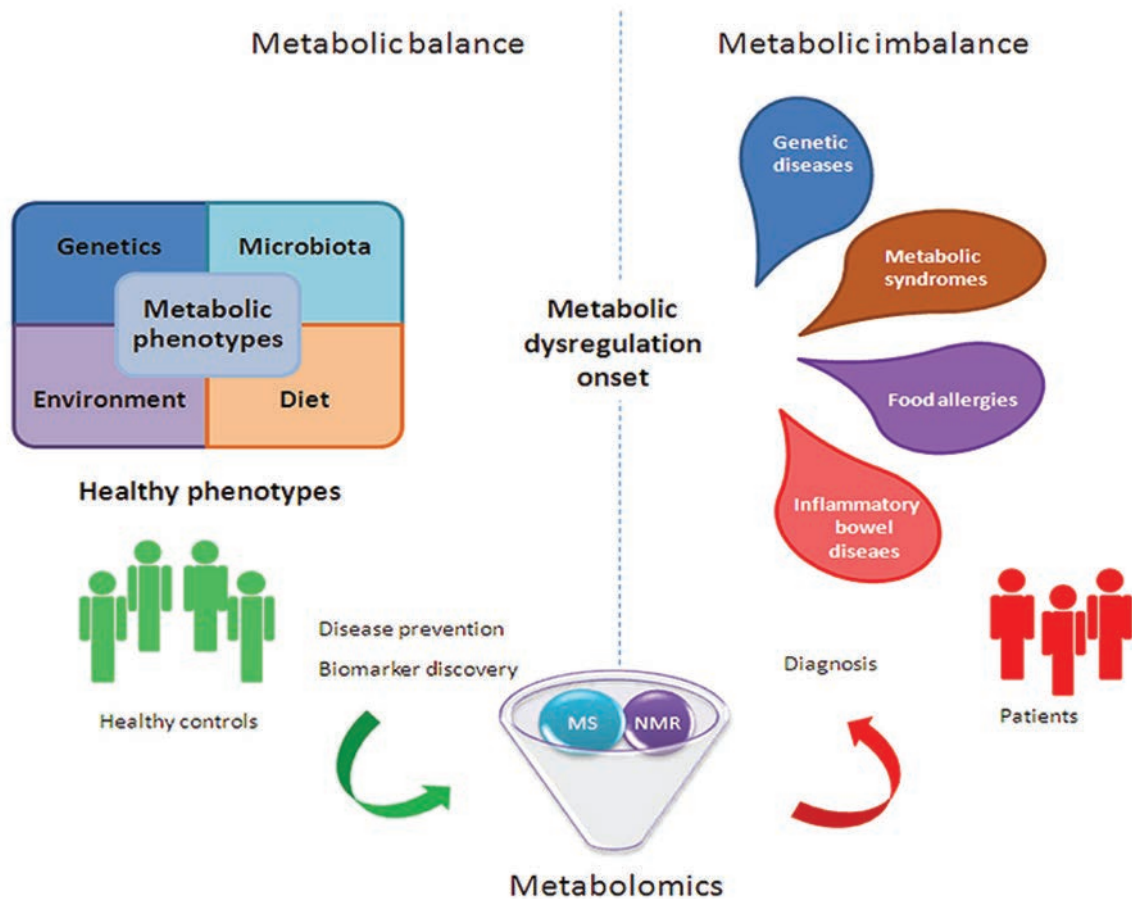 Metabolic balance
Metabolic imbalance
Genetic
diseases
Genetics
Microbiota
Metabolic
phenotypes
Environment
Diet
Metabolic
syndromes
Metabolic
dysregulation
onset
Food allergies
Healthy phenotypes
Inflammatory
bowel
diseaes
Disease prevention
Biomarker discovery
Diagnosis
Healthy controls
MS
NMR
Patients
Metabolomics